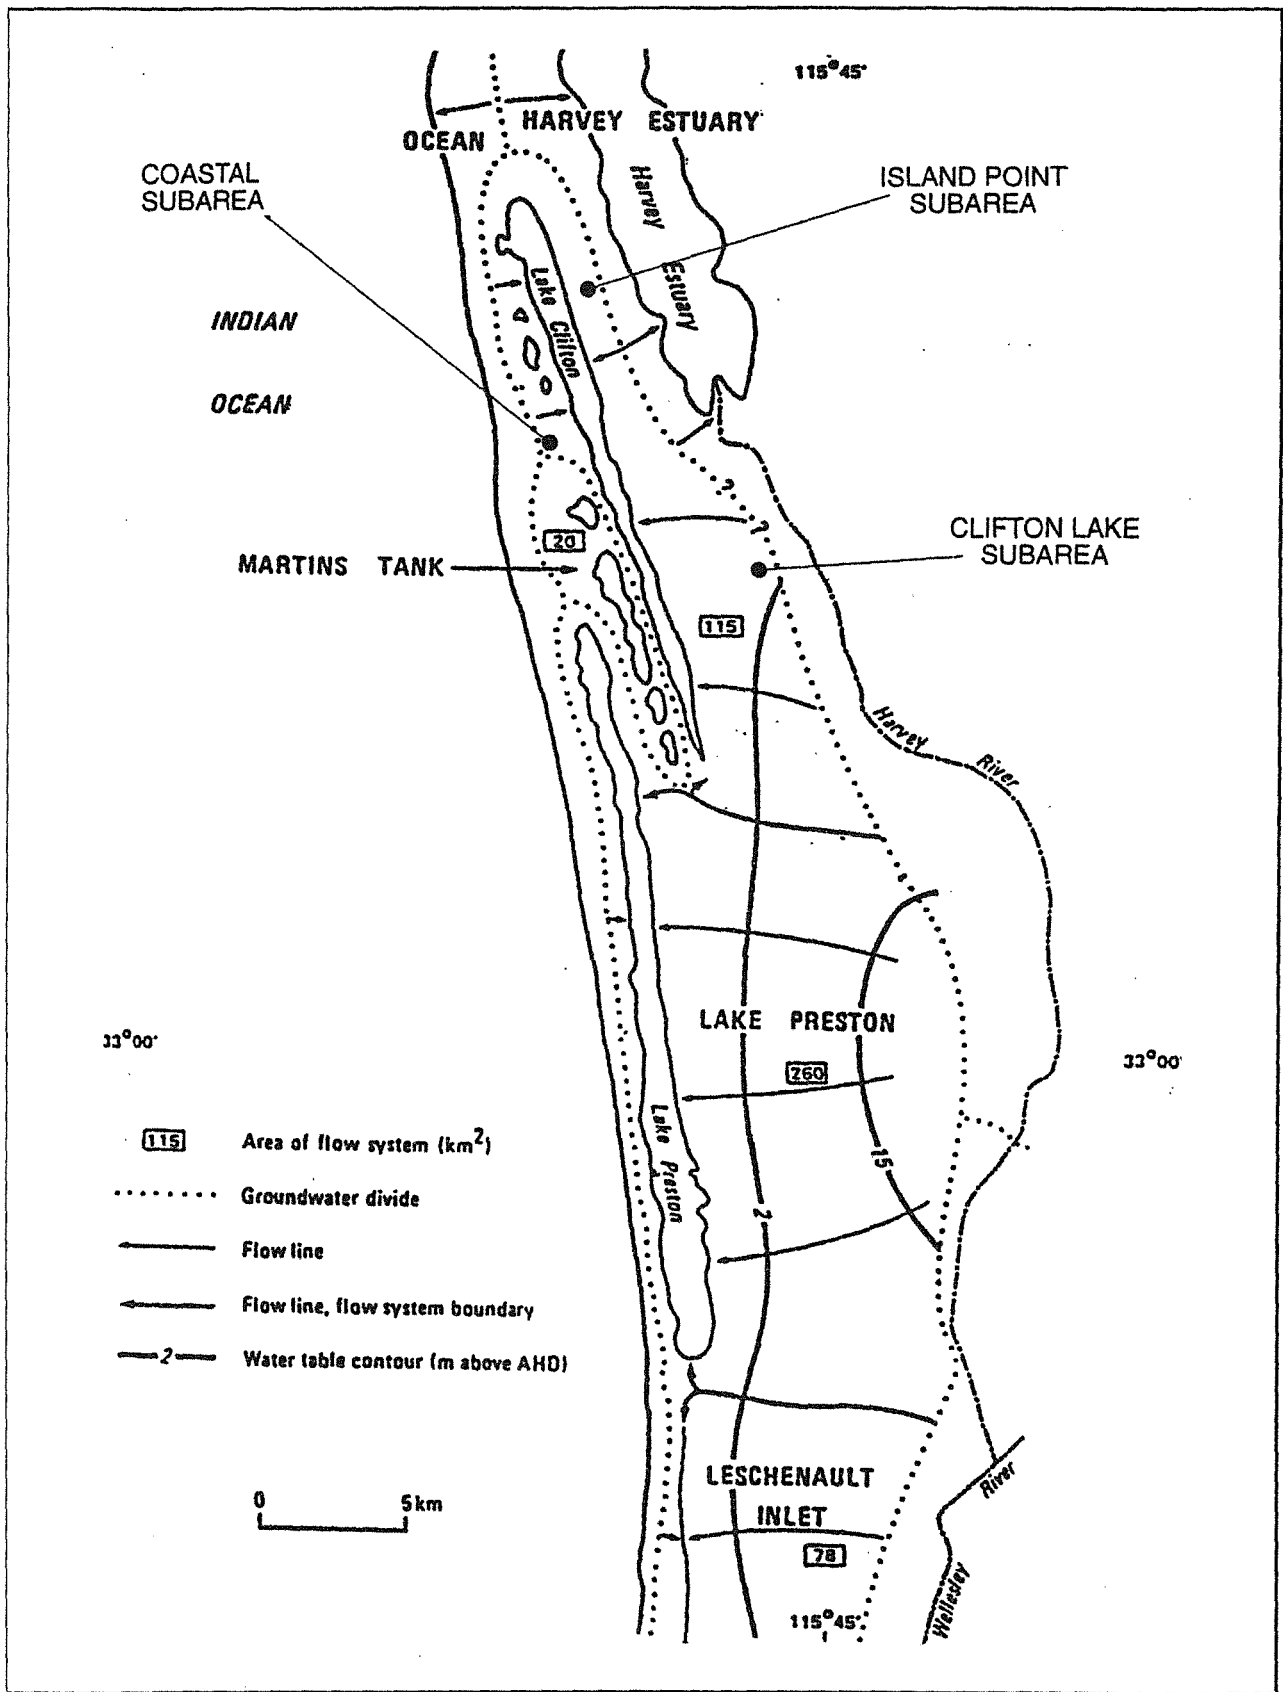 115°45'
HARVEY ESTUARY
OCEAN
COASTAL
SUBAREA
ISLAND POINT
SUBAREA
Harvey
Estuary
Lake Clifton
INDIAN
OCEAN
?
?
CLIFTON LAKE
SUBAREA
20
MARTINS TANK
115
Harvey
River
LAKE PRESTON
33°00'
33°00'
260
Lake Preston
15
2
115 Area of flow system (km²)
Groundwater divide
Flow line
Flow line, flow system boundary
2 Water table contour (m above AHD)
0 5km
LESCHENAULT
INLET
River
78
Wellesley
115°45'